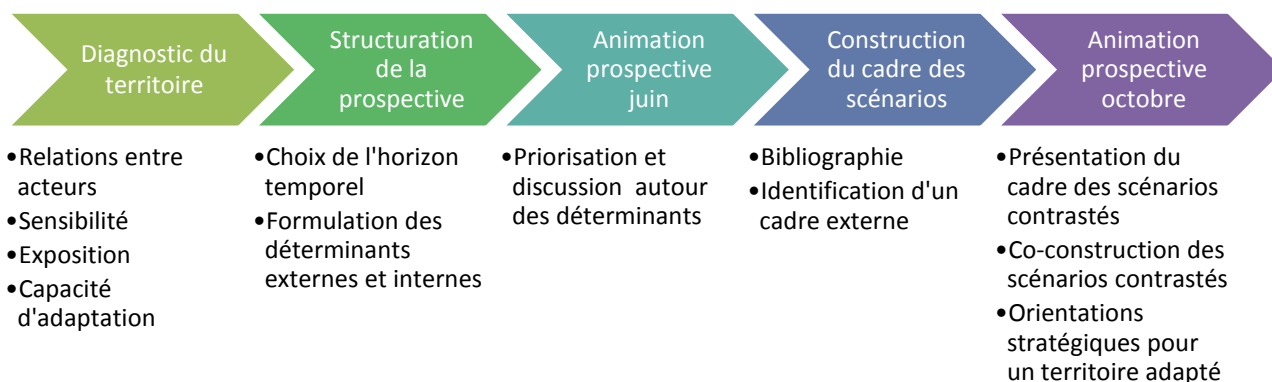 Diagnostic du
territoire
Structuration
de la
prospective
Animation
prospective
juin
Construction
du cadre des
scénarios
Animation
prospective
octobre
•Relations entre
acteurs
•Sensibilité
•Exposition
•Capacité
d'adaptation
•Choix de l'horizon
temporel
•Formulation des
déterminants
externes et internes
•Priorisation et
discussion autour
des déterminants
•Bibliographie
•Identification d'un
cadre externe
•Présentation du
cadre des scénarios
contrastés
•Co-construction des
scénarios contrastés
•Orientations
stratégiques pour
un territoire adapté